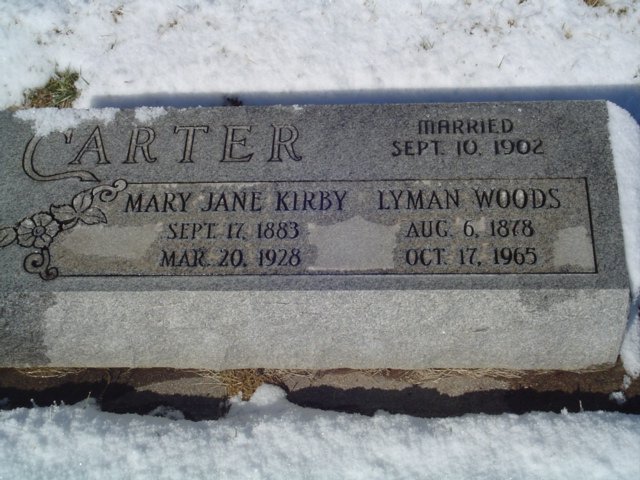 CARTER
MARRIED
SEPT. 10, 1902
MARY JANE KIRBY
SEPT. 17, 1883
MAR. 20, 1928
LYMAN WOODS
AUG. 6, 1878
OCT. 17, 1965